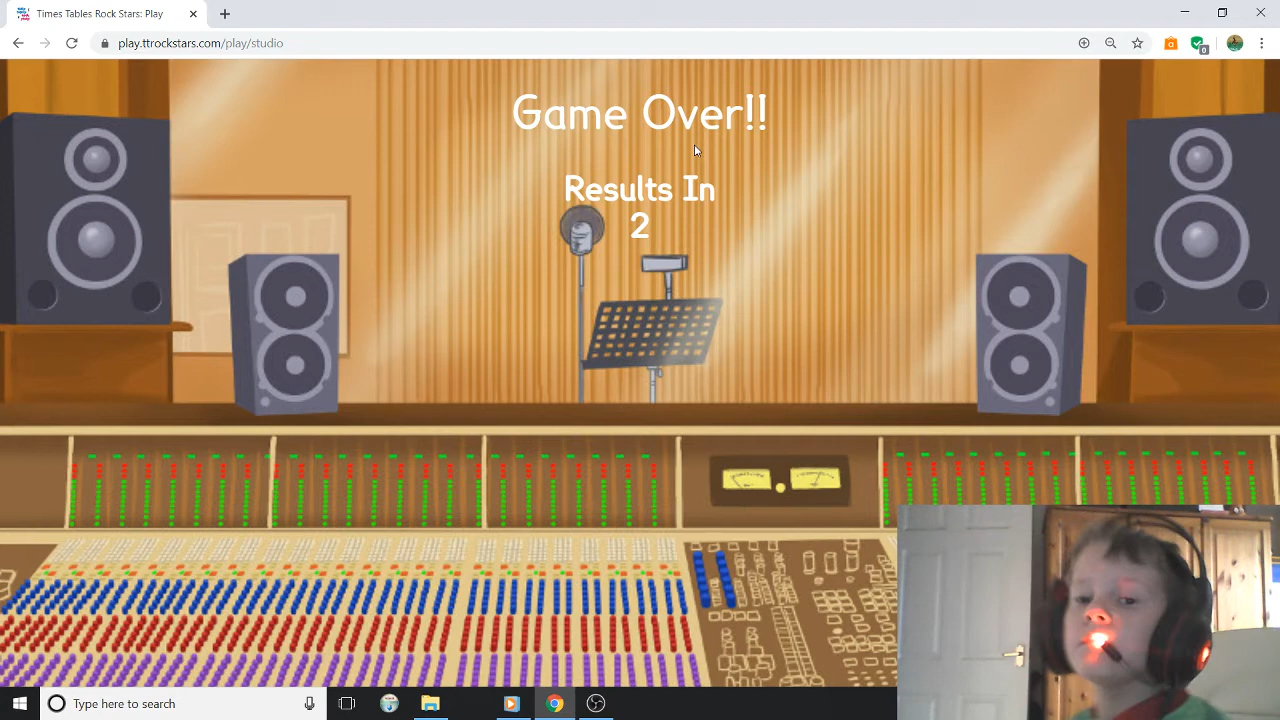 Times Tables Rock Stars: Play
play.ttrockstars.com/play/studio
0
Game Over!!
Results In
2
Type here to search